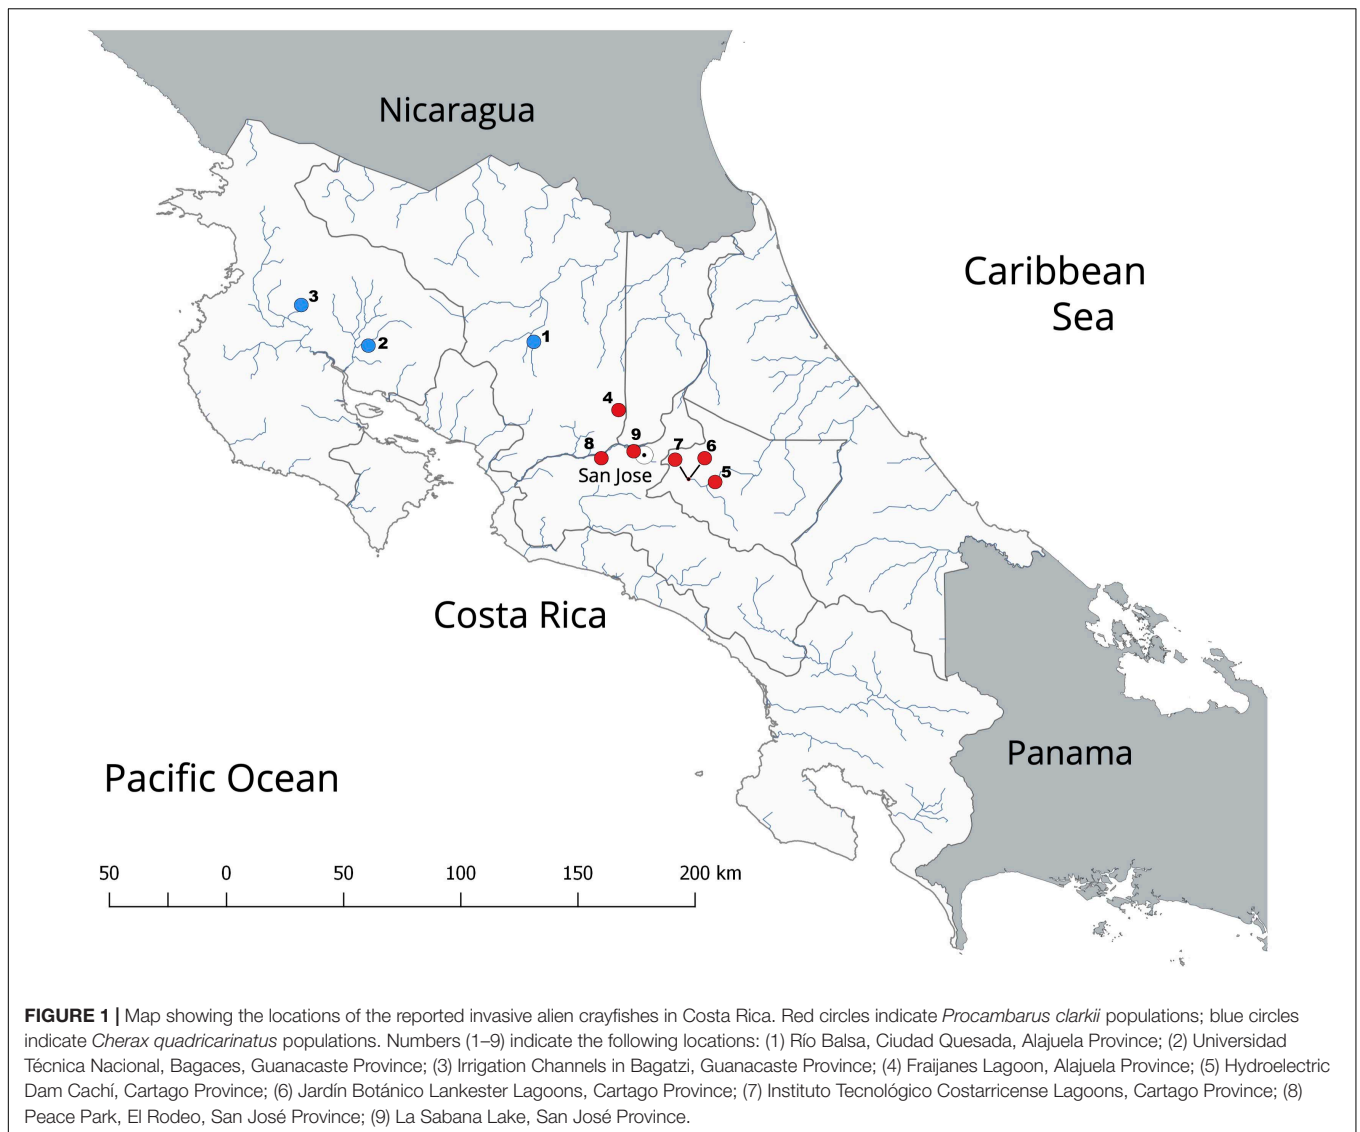 Nicaragua
Caribbean
Sea
3
2
1
4
9
8
7
6
5
San Jose
Costa Rica
Panama
Pacific Ocean
50 0 50 100 150 200 km
FIGURE 1 | Map showing the locations of the reported invasive alien crayfishes in Costa Rica. Red circles indicate Procambarus clarkii populations; blue circles
indicate Cherax quadricarinatus populations. Numbers (1–9) indicate the following locations: (1) Río Balsa, Ciudad Quesada, Alajuela Province; (2) Universidad
Técnica Nacional, Bagaces, Guanacaste Province; (3) Irrigation Channels in Bagatzi, Guanacaste Province; (4) Fraijanes Lagoon, Alajuela Province; (5) Hydroelectric
Dam Cachí, Cartago Province; (6) Jardín Botánico Lankester Lagoons, Cartago Province; (7) Instituto Tecnológico Costarricense Lagoons, Cartago Province; (8)
Peace Park, El Rodeo, San José Province; (9) La Sabana Lake, San José Province.